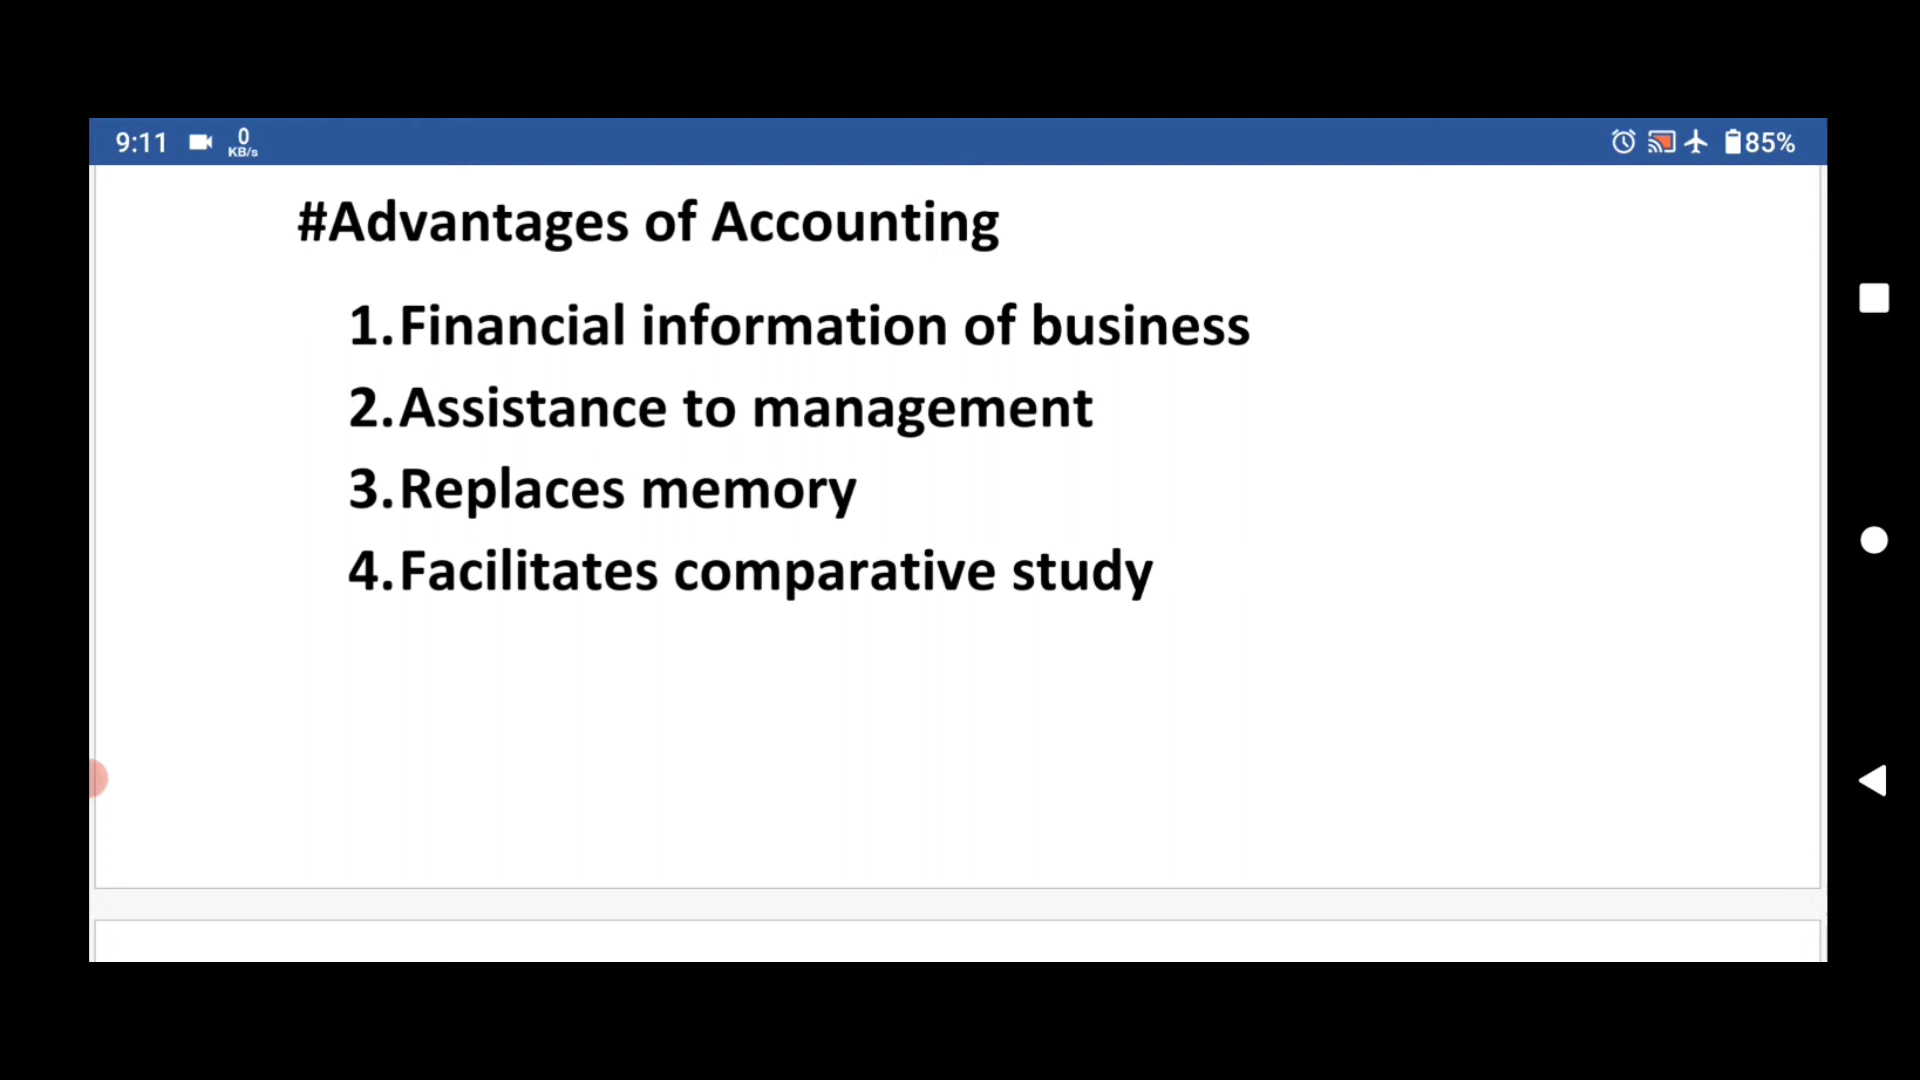 9:11 0 KB/s 85%
#Advantages of Accounting
1.Financial information of business
2.Assistance to management
3.Replaces memory
4.Facilitates comparative study